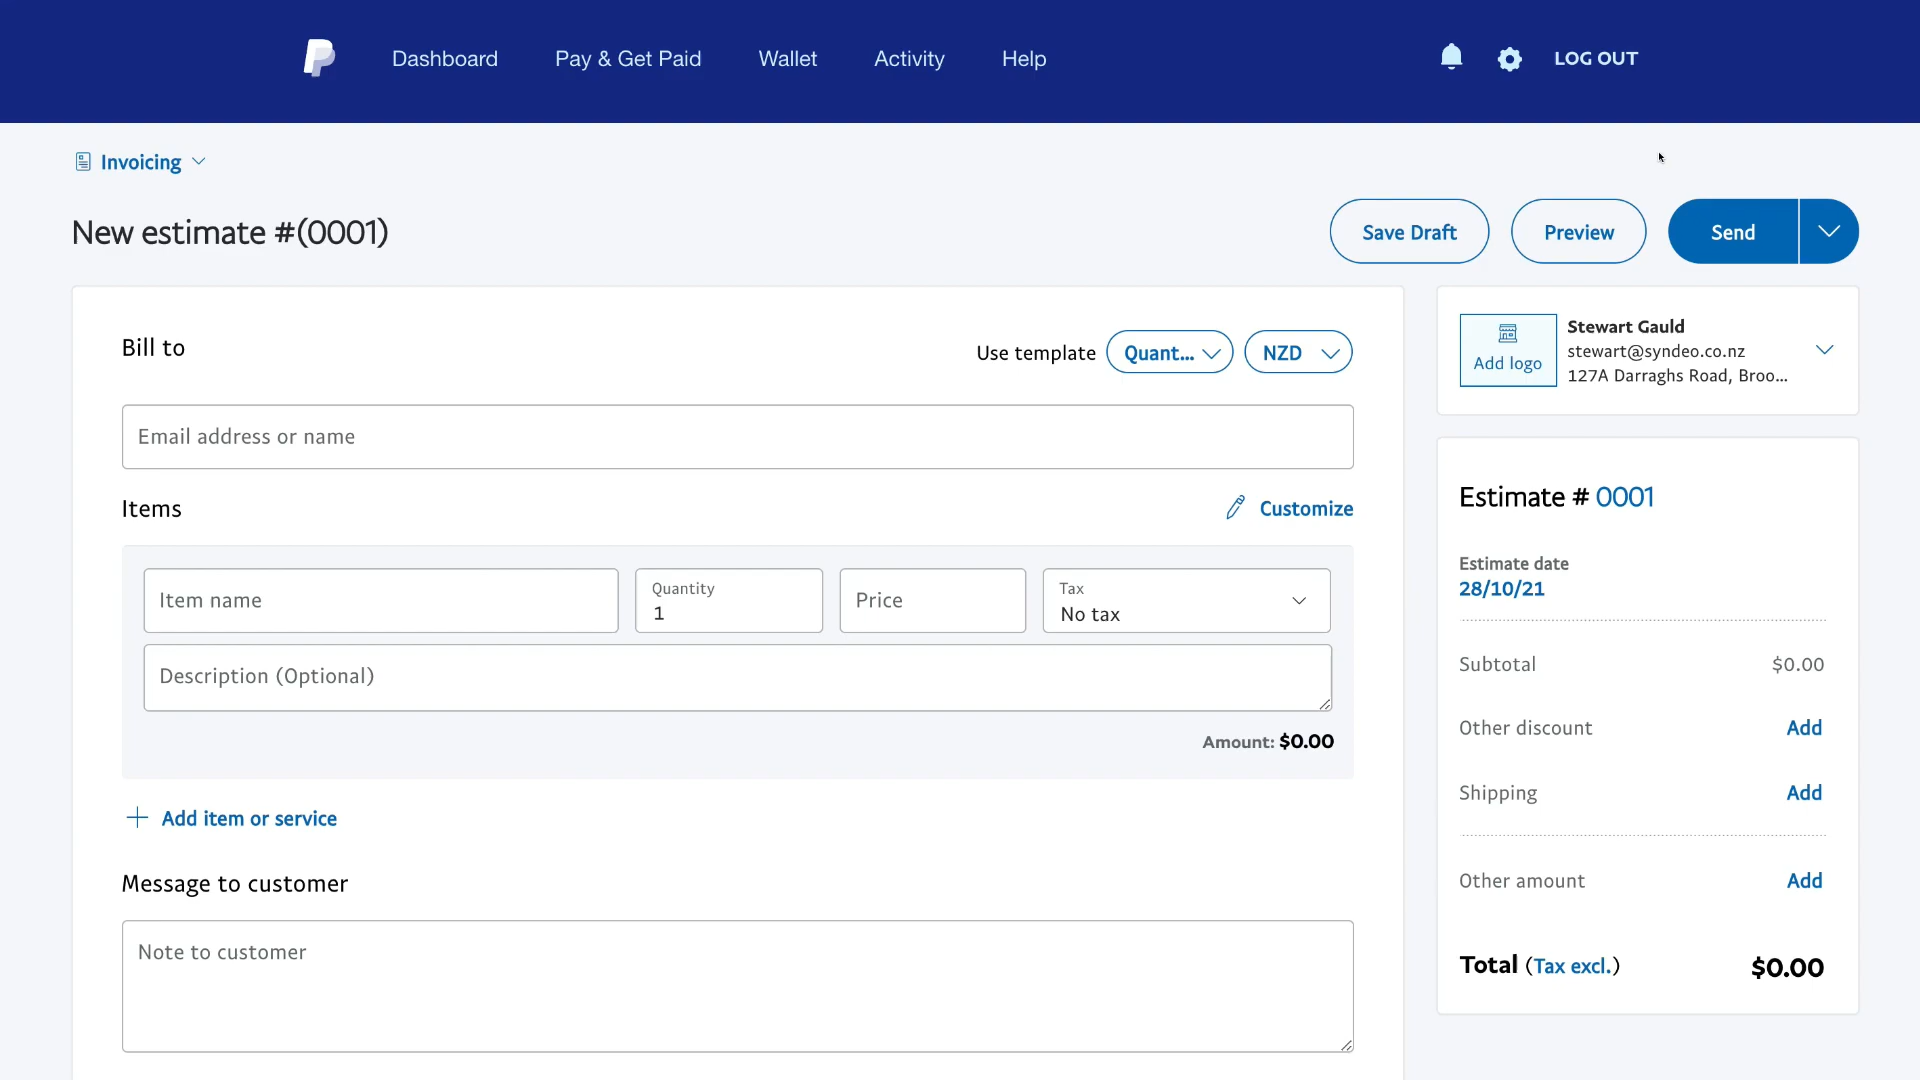 Dashboard
Pay & Get Paid
Wallet
Activity
Help
LOG OUT
Invoicing
New estimate #(0001)
Save Draft
Preview
Send
Bill to
Use template
Quant...
NZD
Email address or name
Items
Customize
Item name
Quantity
1
Price
Tax
No tax
Description (Optional)
Amount: $0.00
Add item or service
Message to customer
Note to customer
Add logo
Stewart Gauld
stewart@syndeo.co.nz
127A Darraghs Road, Broo...
Estimate # 0001
Estimate date
28/10/21
Subtotal $0.00
Other discount Add
Shipping Add
Other amount Add
Total (Tax excl.) $0.00